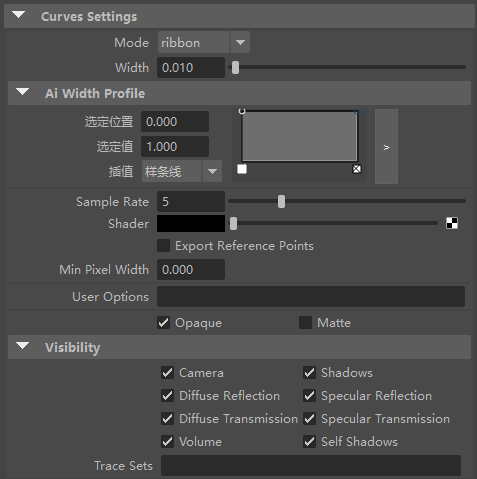 Curves Settings
Mode ribbon
Width 0.010
Ai Width Profile
选定位置 0.000
选定值 1.000
插值 样条线
>
Sample Rate 5
Shader
Export Reference Points
Min Pixel Width 0.000
User Options
Opaque Matte
Visibility
Camera Shadows
Diffuse Reflection Specular Reflection
Diffuse Transmission Specular Transmission
Volume Self Shadows
Trace Sets